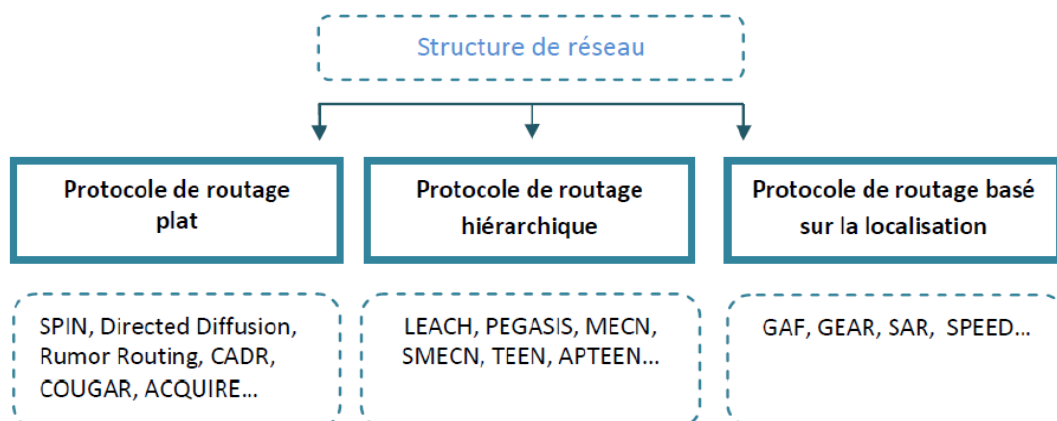 Structure de réseau
Protocole de routage
plat
Protocole de routage
hiérarchique
Protocole de routage basé
sur la localisation
SPIN, Directed Diffusion,
Rumor Routing, CADR,
COUGAR, ACQUIRE...
LEACH, PEGASIS, MECN,
SMECN, TEEN, APTEEN...
GAF, GEAR, SAR, SPEED...